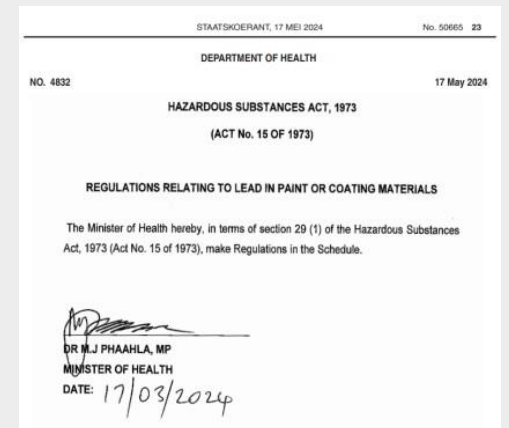 STAATSKOERANT, 17 MEI 2024 No. 50665 23
DEPARTMENT OF HEALTH
NO. 4832 17 May 2024
HAZARDOUS SUBSTANCES ACT, 1973
(ACT No. 15 OF 1973)
REGULATIONS RELATING TO LEAD IN PAINT OR COATING MATERIALS
The Minister of Health hereby, in terms of section 29 (1) of the Hazardous Substances
Act, 1973 (Act No. 15 of 1973), make Regulations in the Schedule.
DR M.J PHAAHLA, MP
MINISTER OF HEALTH
DATE: 17/03/2024